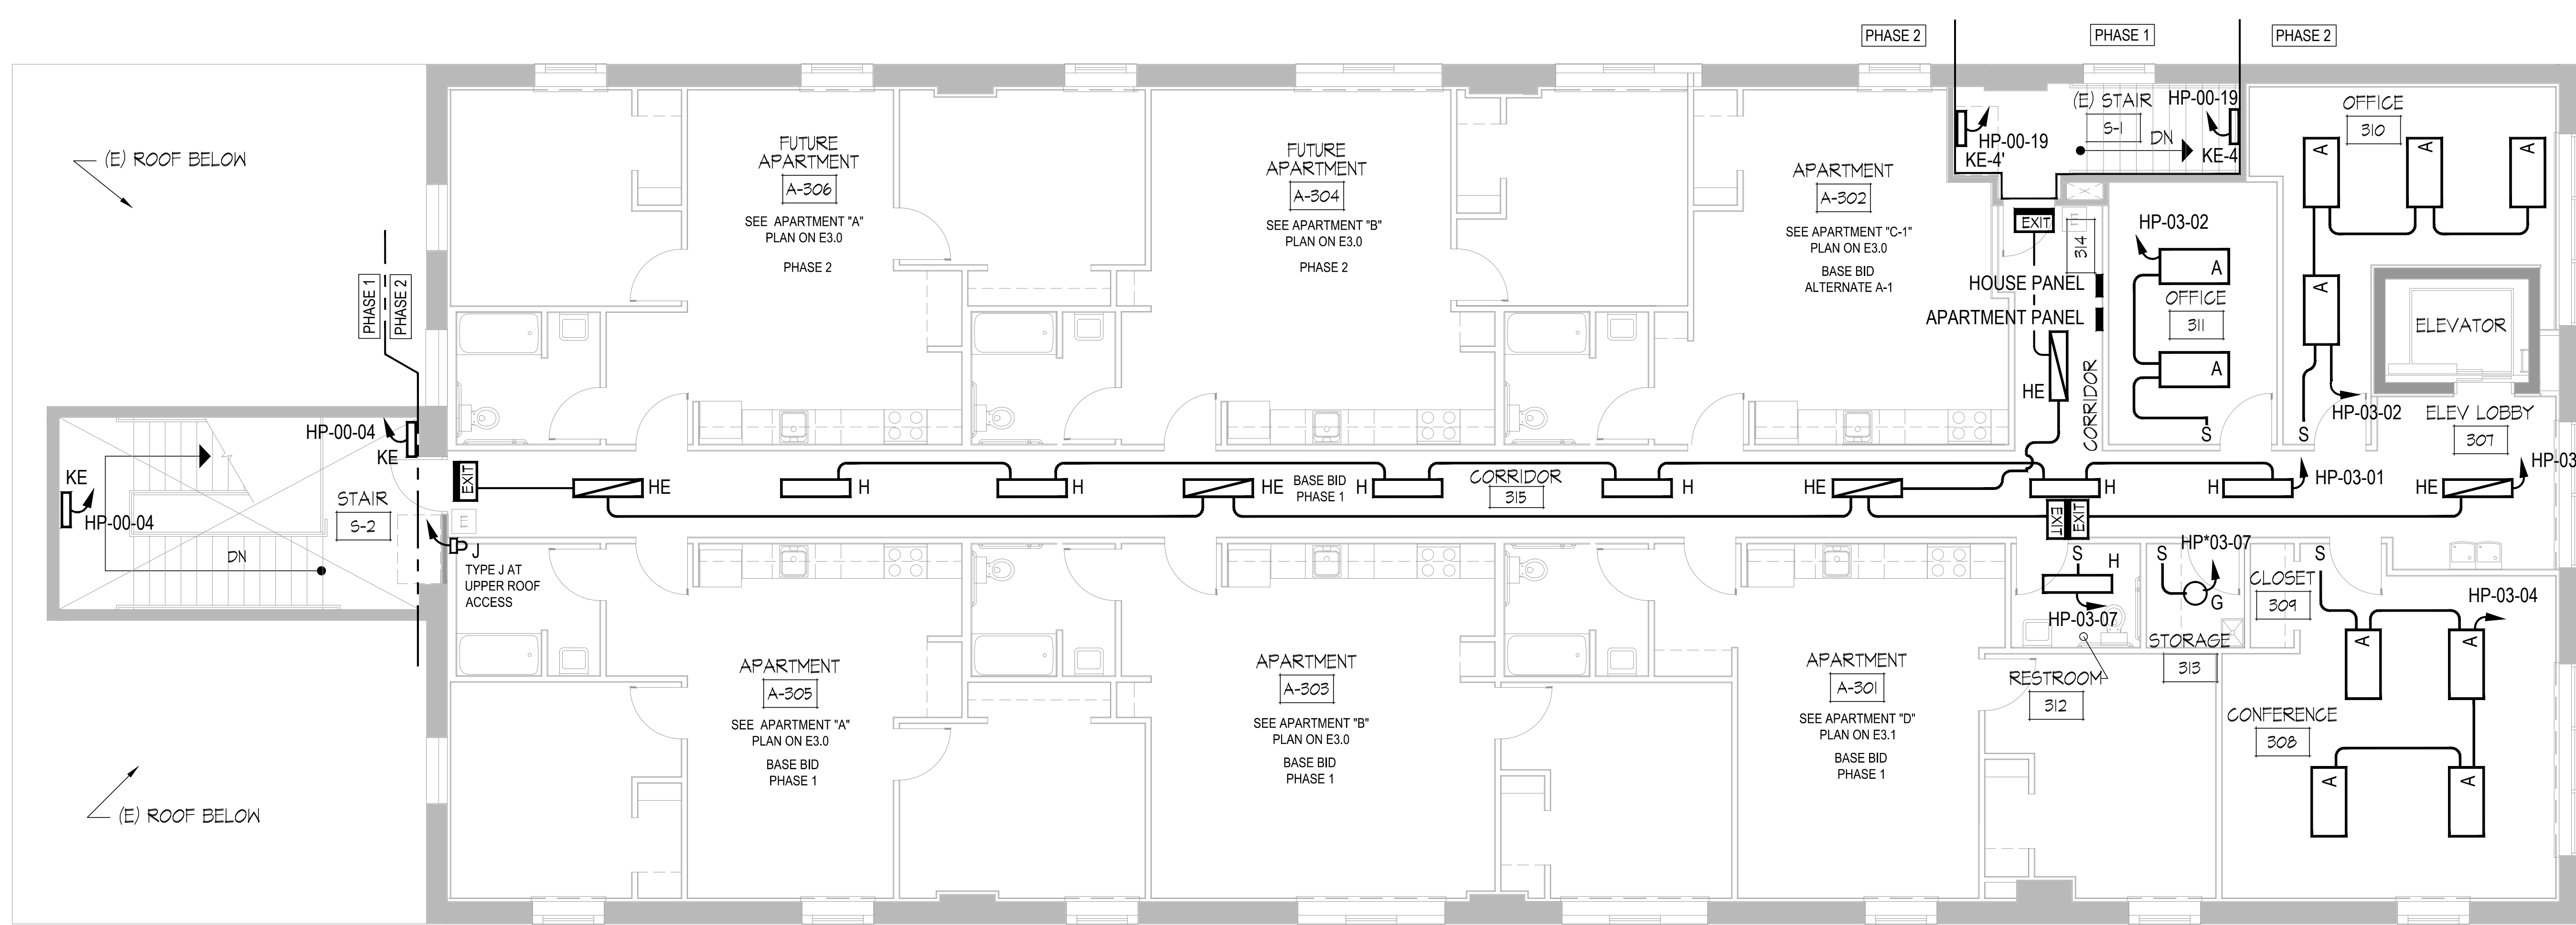 PHASE 2
PHASE 1
PHASE 2
(E) ROOF BELOW
FUTURE
APARTMENT
A-306
SEE APARTMENT "A"
PLAN ON E3.0
PHASE 2
FUTURE
APARTMENT
A-304
SEE APARTMENT "B"
PLAN ON E3.0
PHASE 2
APARTMENT
A-302
SEE APARTMENT "C-1"
PLAN ON E3.0
BASE BID
ALTERNATE A-1
(E) STAIR
S-1
DN
HP-00-19
KE-4'
HP-00-19
KE-4
OFFICE
310
A
A
A
A
HP-03-02
S
EXIT
E
314
HOUSE PANEL
APARTMENT PANEL
HE
CORRIDOR
HP-03-02
A
OFFICE
311
A
S
ELEVATOR
ELEV LOBBY
307
PHASE 1
PHASE 2
HP-00-04
KE
KE
HP-00-04
STAIR
S-2
DN
EXIT
E
J
TYPE J AT
UPPER ROOF
ACCESS
HE
H
H
HE
BASE BID
PHASE 1
H
CORRIDOR
315
H
HE
H
H
HP-03-01
HE
HP-03
EXIT
EXIT
S
H
HP-03-07
RESTROOM
312
S
HP*03-07
G
STORAGE
313
CLOSET
309
S
HP-03-04
A
A
A
A
CONFERENCE
308
APARTMENT
A-305
SEE APARTMENT "A"
PLAN ON E3.0
BASE BID
PHASE 1
APARTMENT
A-303
SEE APARTMENT "B"
PLAN ON E3.0
BASE BID
PHASE 1
APARTMENT
A-301
SEE APARTMENT "D"
PLAN ON E3.1
BASE BID
PHASE 1
(E) ROOF BELOW